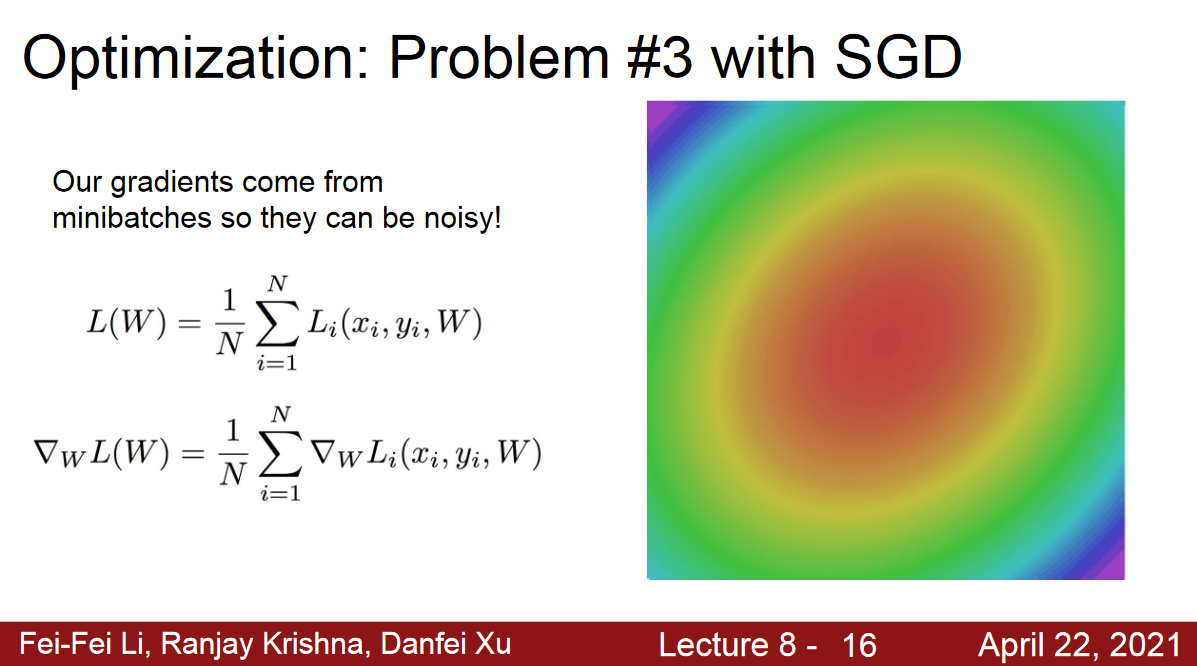 Optimization: Problem #3 with SGD
Our gradients come from
minibatches so they can be noisy!
L(W) = \frac{1}{N} \sum_{i=1}^{N} L_i(x_i, y_i, W)
\nabla_W L(W) = \frac{1}{N} \sum_{i=1}^{N} \nabla_W L_i(x_i, y_i, W)
Fei-Fei Li, Ranjay Krishna, Danfei Xu Lecture 8 - 16 April 22, 2021